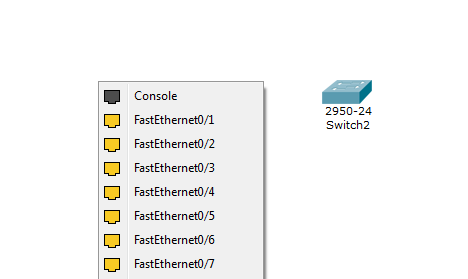 Console
FastEthernet0/1
FastEthernet0/2
FastEthernet0/3
FastEthernet0/4
FastEthernet0/5
FastEthernet0/6
FastEthernet0/7
2950-24
Switch2